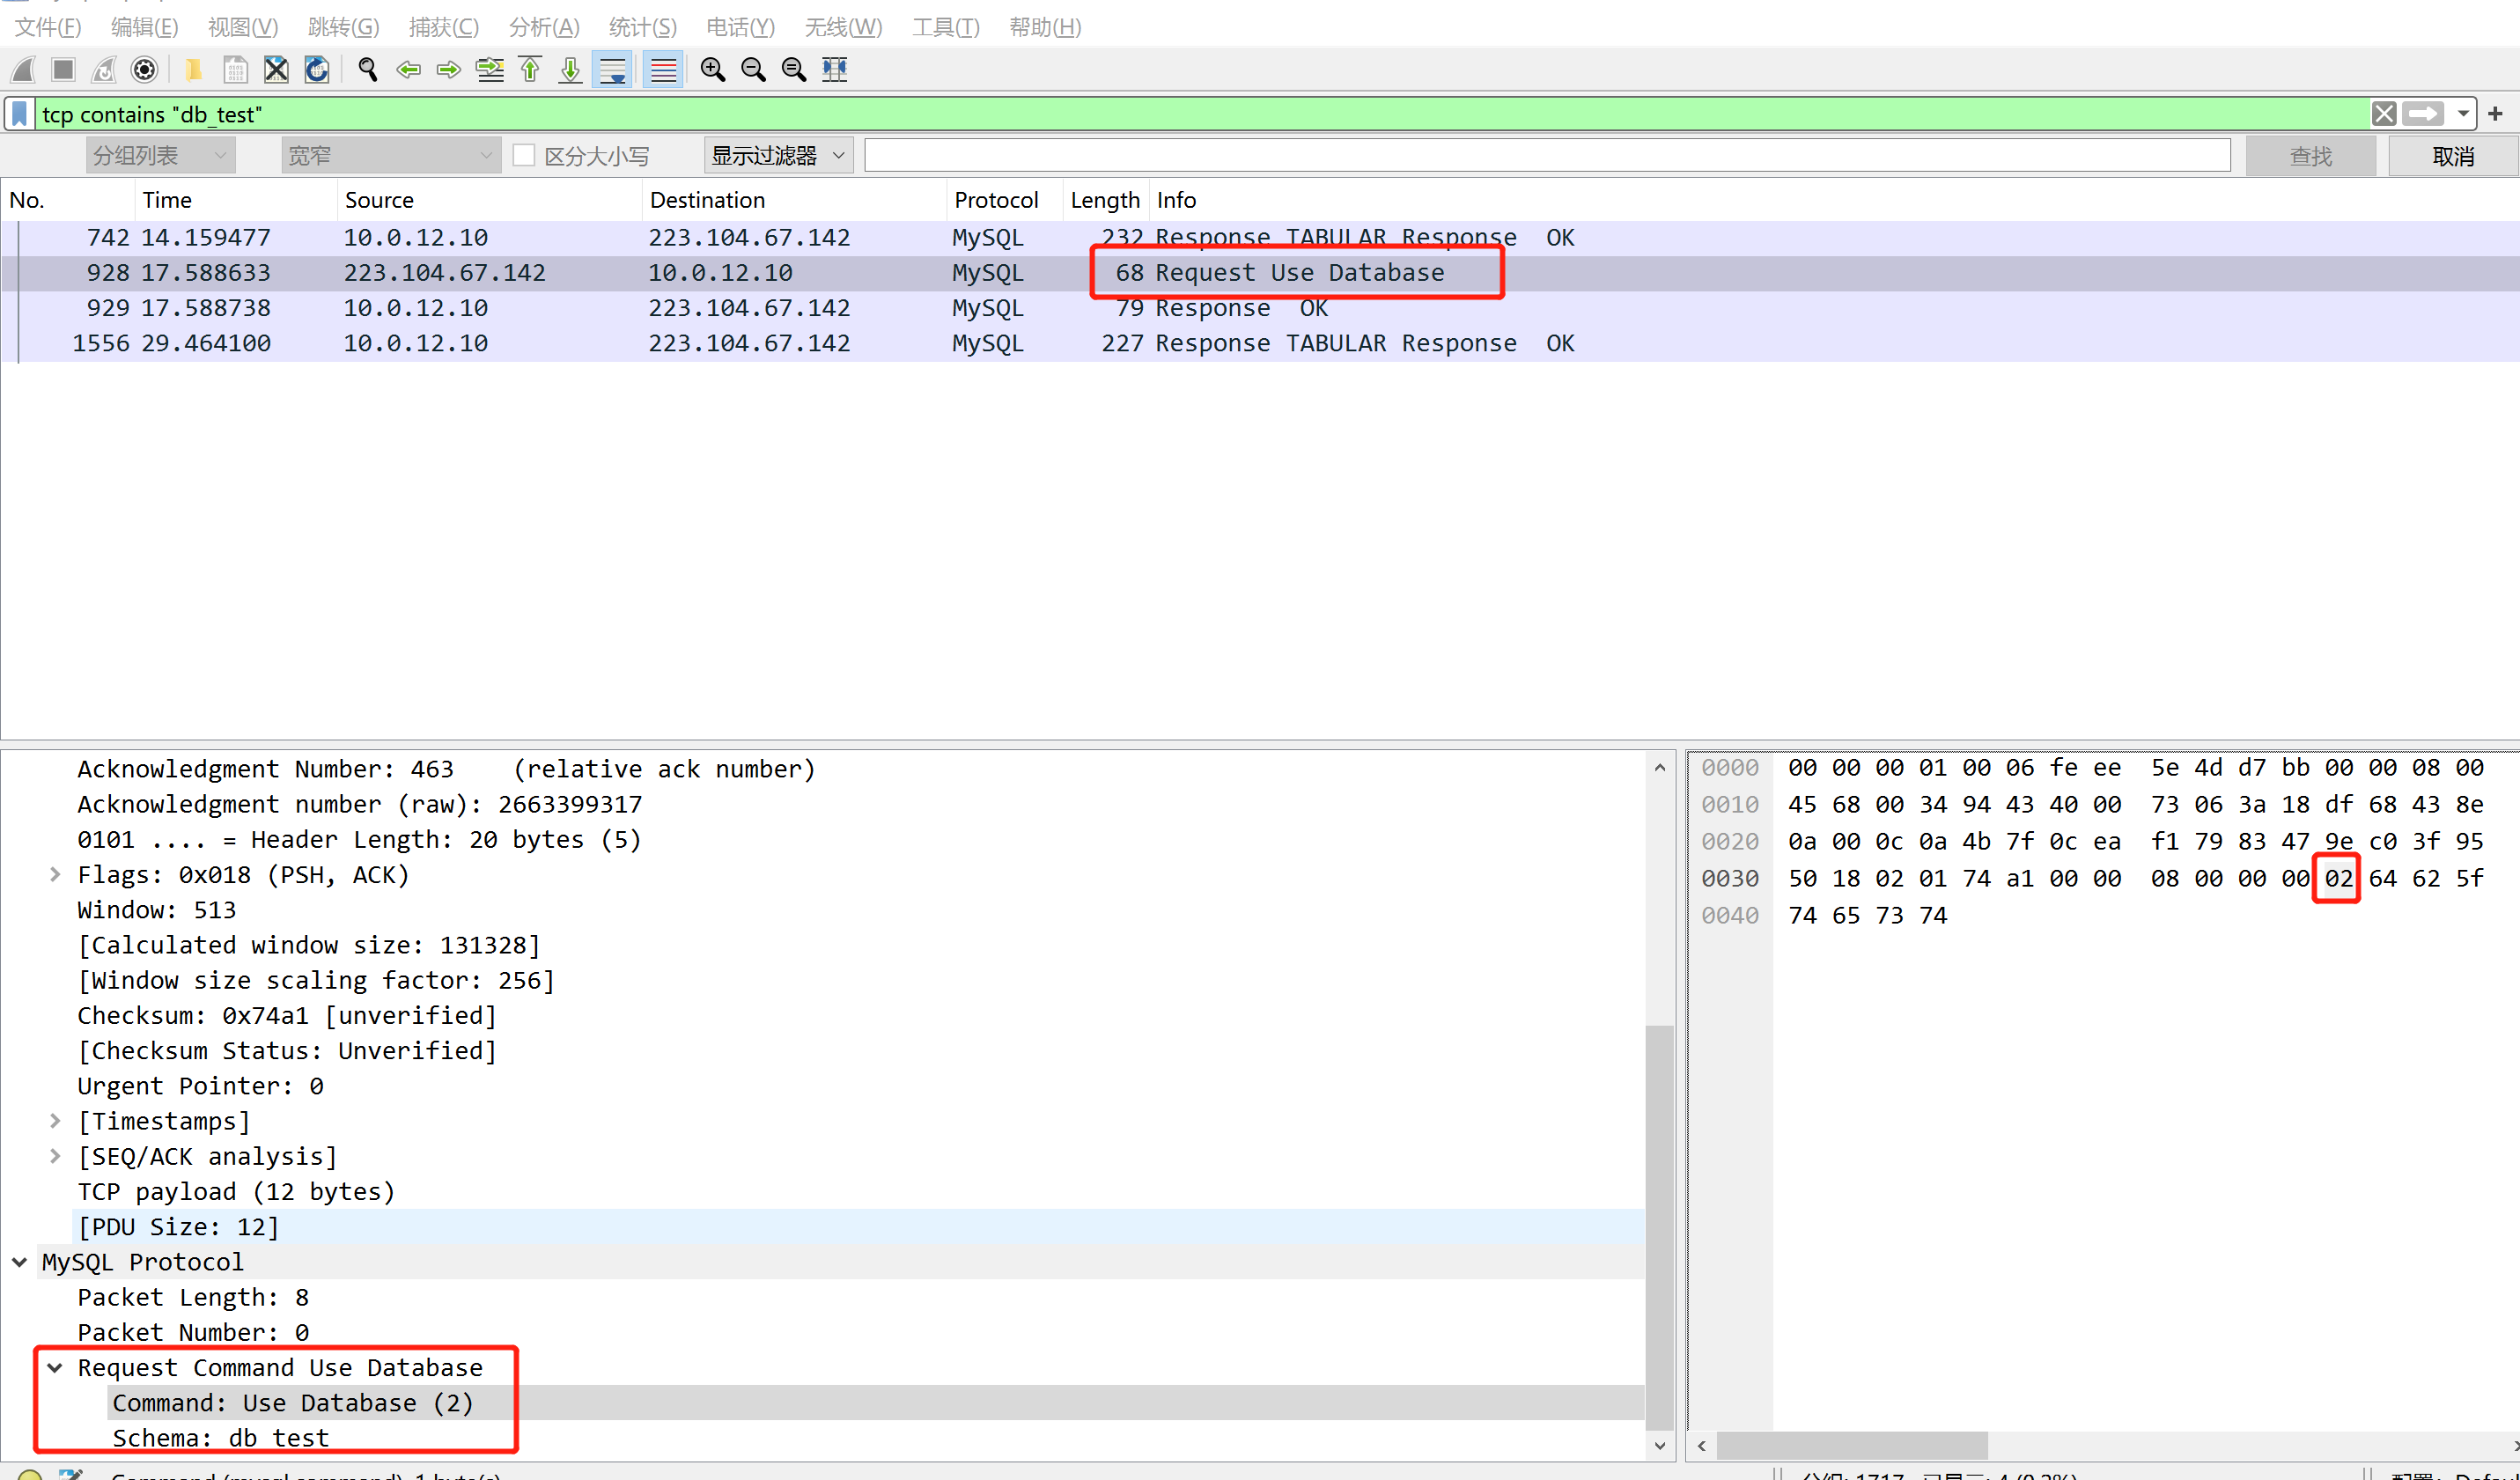 文件(F) 编辑(E) 视图(V) 跳转(G) 捕获(C) 分析(A) 统计(S) 电话(Y) 无线(W) 工具(T) 帮助(H)
tcp contains "db_test"
分组列表 宽窄 区分大小写 显示过滤器 查找 取消
No. Time Source Destination Protocol Length Info
742 14.159477 10.0.12.10 223.104.67.142 MySQL 232 Response TABULAR Response OK
928 17.588633 223.104.67.142 10.0.12.10 MySQL 68 Request Use Database
929 17.588738 10.0.12.10 223.104.67.142 MySQL 79 Response OK
1556 29.464100 10.0.12.10 223.104.67.142 MySQL 227 Response TABULAR Response OK
Acknowledgment Number: 463 (relative ack number)
Acknowledgment number (raw): 2663399317
0101 .... = Header Length: 20 bytes (5)
Flags: 0x018 (PSH, ACK)
Window: 513
[Calculated window size: 131328]
[Window size scaling factor: 256]
Checksum: 0x74a1 [unverified]
[Checksum Status: Unverified]
Urgent Pointer: 0
[Timestamps]
[SEQ/ACK analysis]
TCP payload (12 bytes)
[PDU Size: 12]
MySQL Protocol
Packet Length: 8
Packet Number: 0
Request Command Use Database
Command: Use Database (2)
Schema: db test
0000 00 00 00 01 00 06 fe ee 5e 4d d7 bb 00 00 08 00
0010 45 68 00 34 94 43 40 00 73 06 3a 18 df 68 43 8e
0020 0a 00 0c 0a 4b 7f 0c ea f1 79 83 47 9e c0 3f 95
0030 50 18 02 01 74 a1 00 00 08 00 00 00 02 64 62 5f
0040 74 65 73 74
Command (mysql.command), 1 byte(s) 分组: 1717 · 已显示: 4 (0.2%) 配置: Defaul